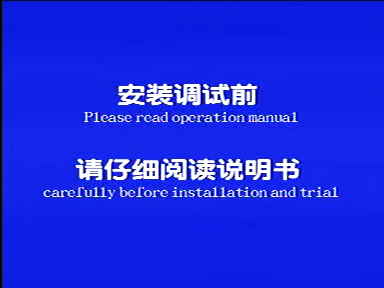 安装调试前
Please read operation manual
请仔细阅读说明书
carefully before installation and trial